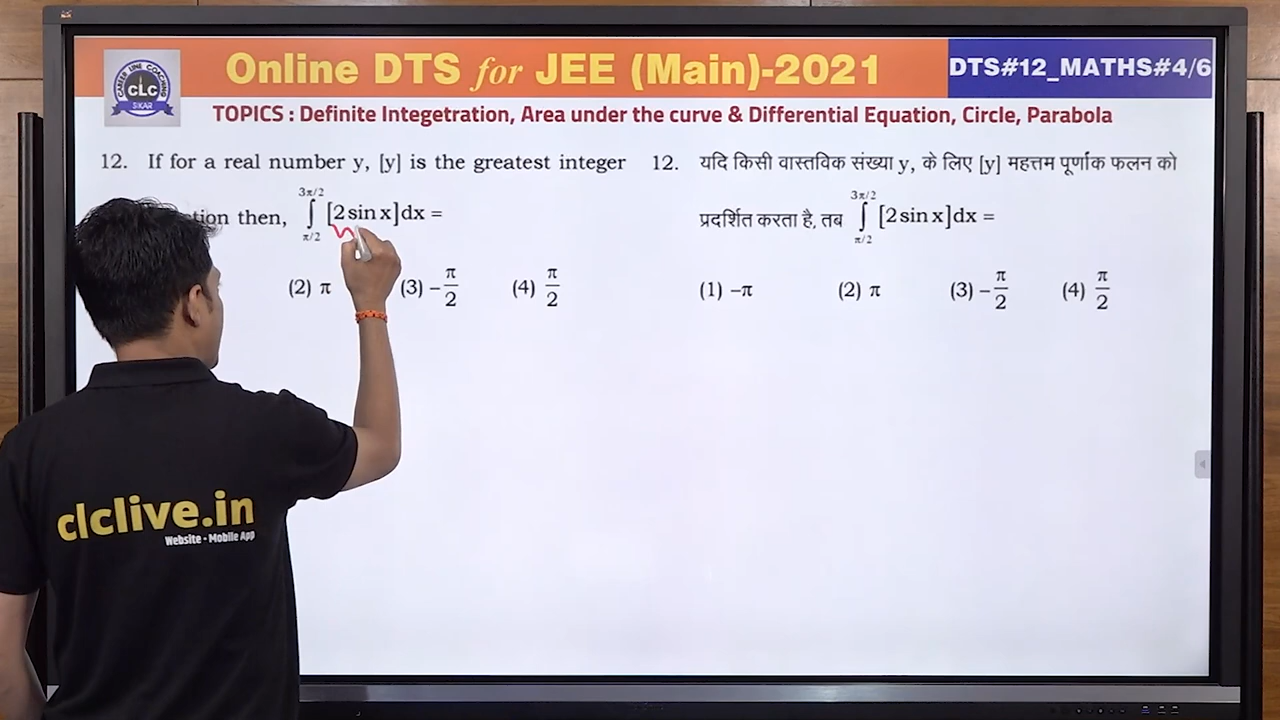 Online DTS for JEE (Main)-2021
DTS#12_MATHS#4/6
CAREER LINE COACHING
CLC
SIKAR
TOPICS : Definite Integetration, Area under the curve & Differential Equation, Circle, Parabola
12. If for a real number y, [y] is the greatest integer
then, ∫_{π/2}^{3π/2} [2 sin x] dx =
(2) π (3) −π/2 (4) π/2
12. यदि किसी वास्तविक संख्या y, के लिए [y] महत्तम पूर्णांक फलन को
प्रदर्शित करता है, तब ∫_{π/2}^{3π/2} [2 sin x] dx =
(1) −π (2) π (3) −π/2 (4) π/2
clclive.in
Website - Mobile App